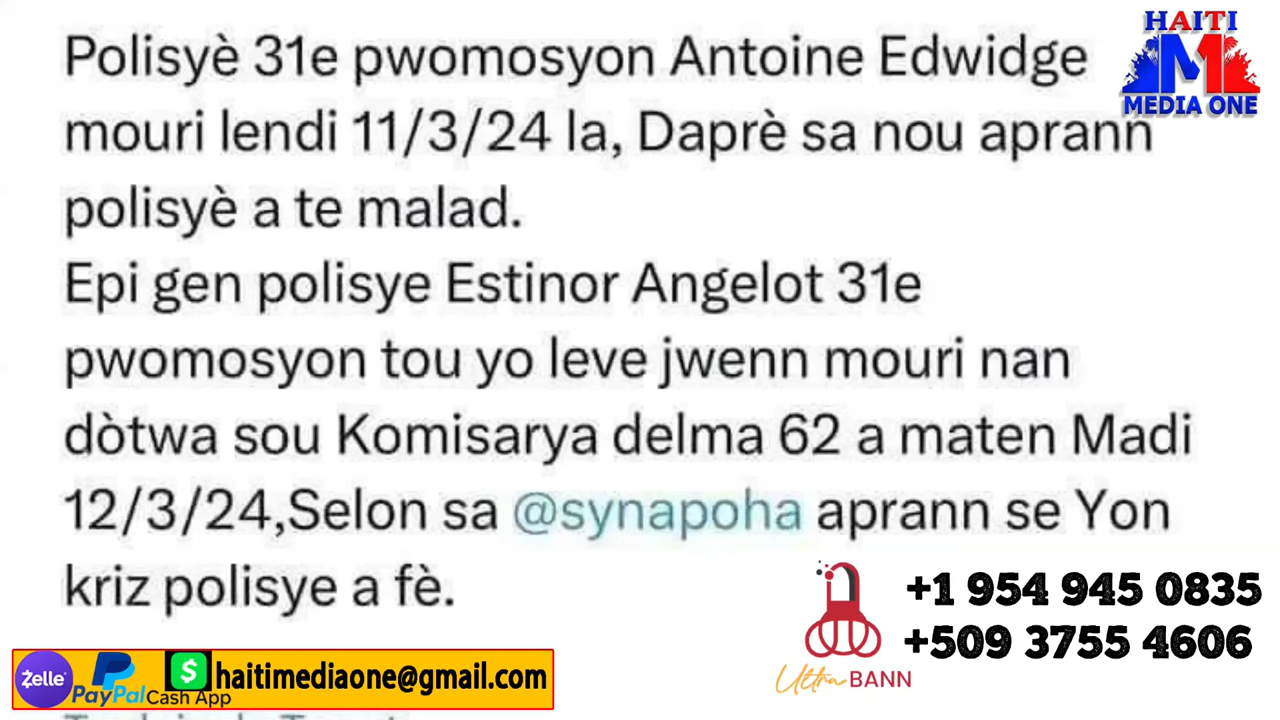 Polisyè 31e pwomosyon Antoine Edwidge
mouri lendi 11/3/24 la, Daprè sa nou aprann
polisyè a te malad.
Epi gen polisye Estinor Angelot 31e
pwomosyon tou yo leve jwenn mouri nan
dòtwa sou Komisarya delma 62 a maten Madi
12/3/24,Selon sa @synapoha aprann se Yon
kriz polisye a fè.
HAITI
M
MEDIA ONE
+1 954 945 0835
+509 3755 4606
Ultra BANN
Zelle
PayPal
$
Cash App
haitimediaone@gmail.com